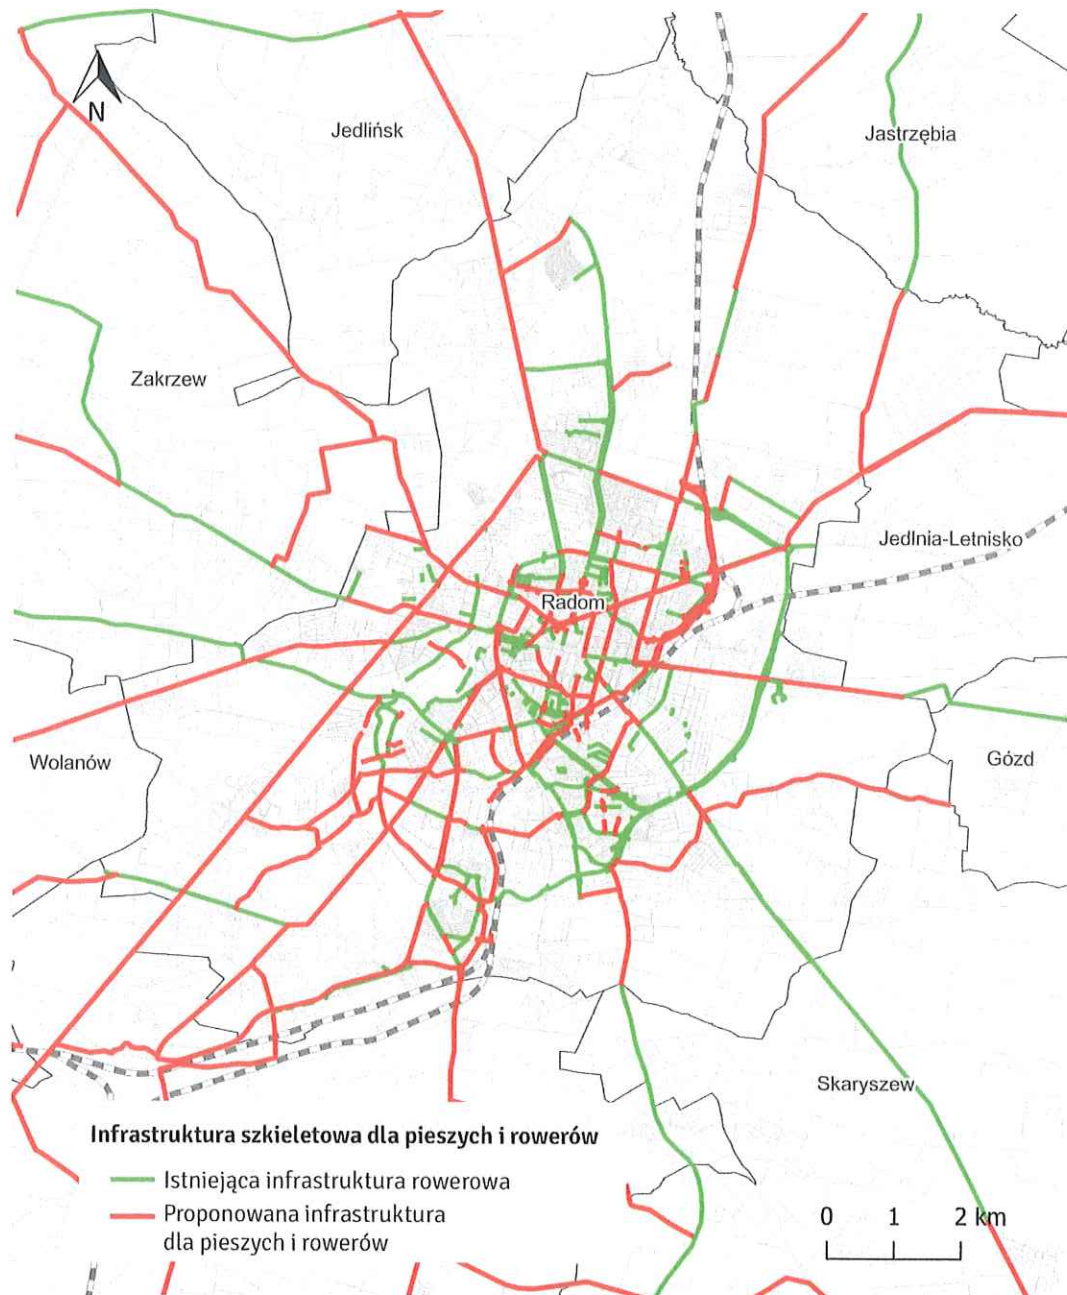 N
Jedlińsk
Jastrzębia
Zakrzew
Jedlnia-Letnisko
Radom
Wolanów
Gózd
Skaryszew
Infrastruktura szkieletowa dla pieszych i rowerów
Istniejąca infrastruktura rowerowa
Proponowana infrastruktura
dla pieszych i rowerów
0 1 2 km